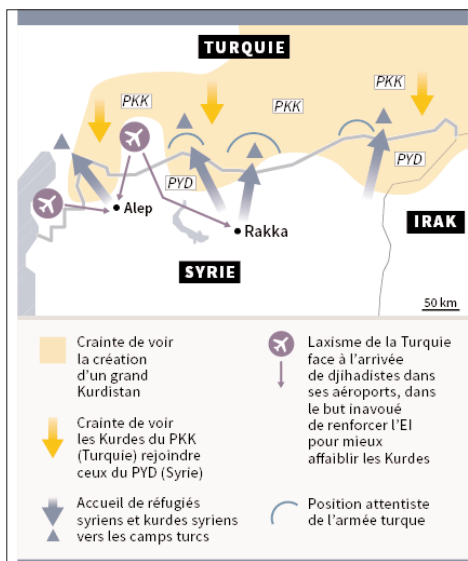 TURQUIE
PKK
PKK
PKK
PYD
PYD
Alep
Rakka
IRAK
SYRIE
50 km
Crainte de voir
la création
d'un grand
Kurdistan
Crainte de voir
les Kurdes du PKK
(Turquie) rejoindre
ceux du PYD (Syrie)
Accueil de réfugiés
syriens et kurdes syriens
vers les camps turcs
Laxisme de la Turquie
face à l'arrivée
de djihadistes dans
ses aéroports, dans
le but inavoué
de renforcer l'EI
pour mieux
affaiblir les Kurdes
Position attentiste
de l'armée turque